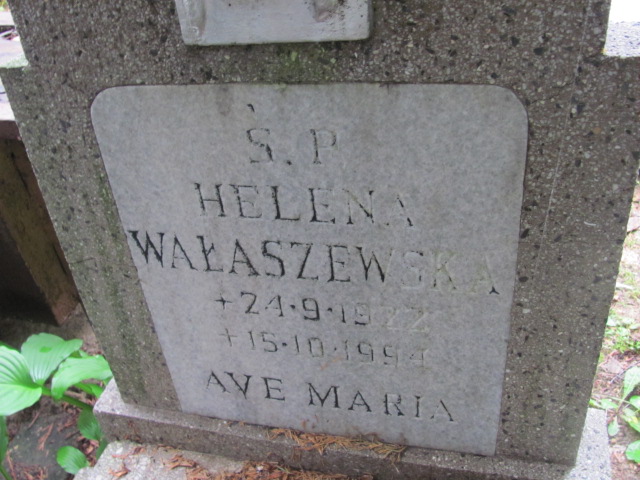 Ś. P.
HELENA
WAŁASZEWSKA
+24·9·1922
+15·10·1994
AVE MARIA